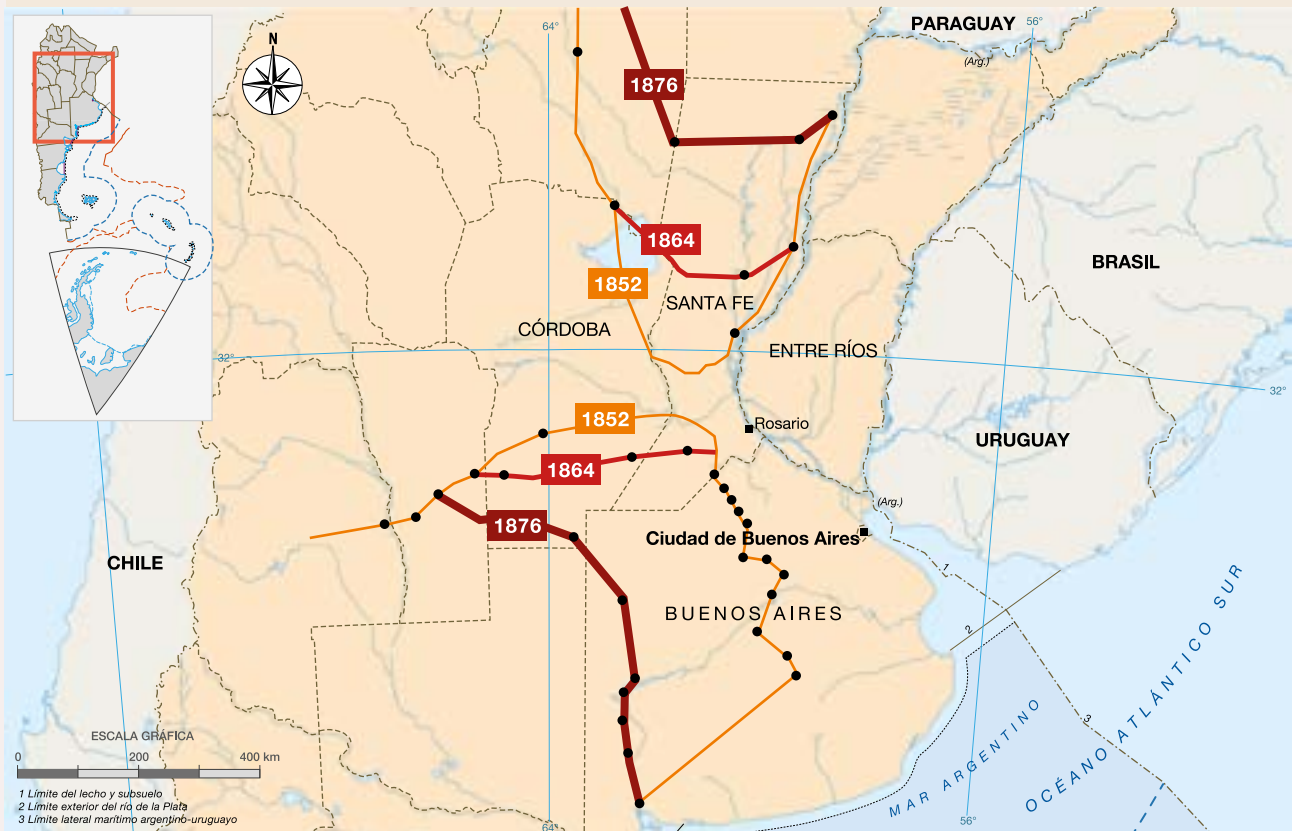 PARAGUAY
56°
64°
N
(Arg.)
1876
1864
BRASIL
1852
SANTA FE
CÓRDOBA
32°
ENTRE RÍOS
32°
1852
Rosario
URUGUAY
1864
(Arg.)
1876
Ciudad de Buenos Aires
CHILE
1
BUENOS AIRES
2
OCÉANO ATLÁNTICO SUR
MAR ARGENTINO
3
ESCALA GRÁFICA
0 200 400 km
1 Límite del lecho y subsuelo
2 Límite exterior del río de la Plata
3 Límite lateral marítimo argentino-uruguayo
64°
56°